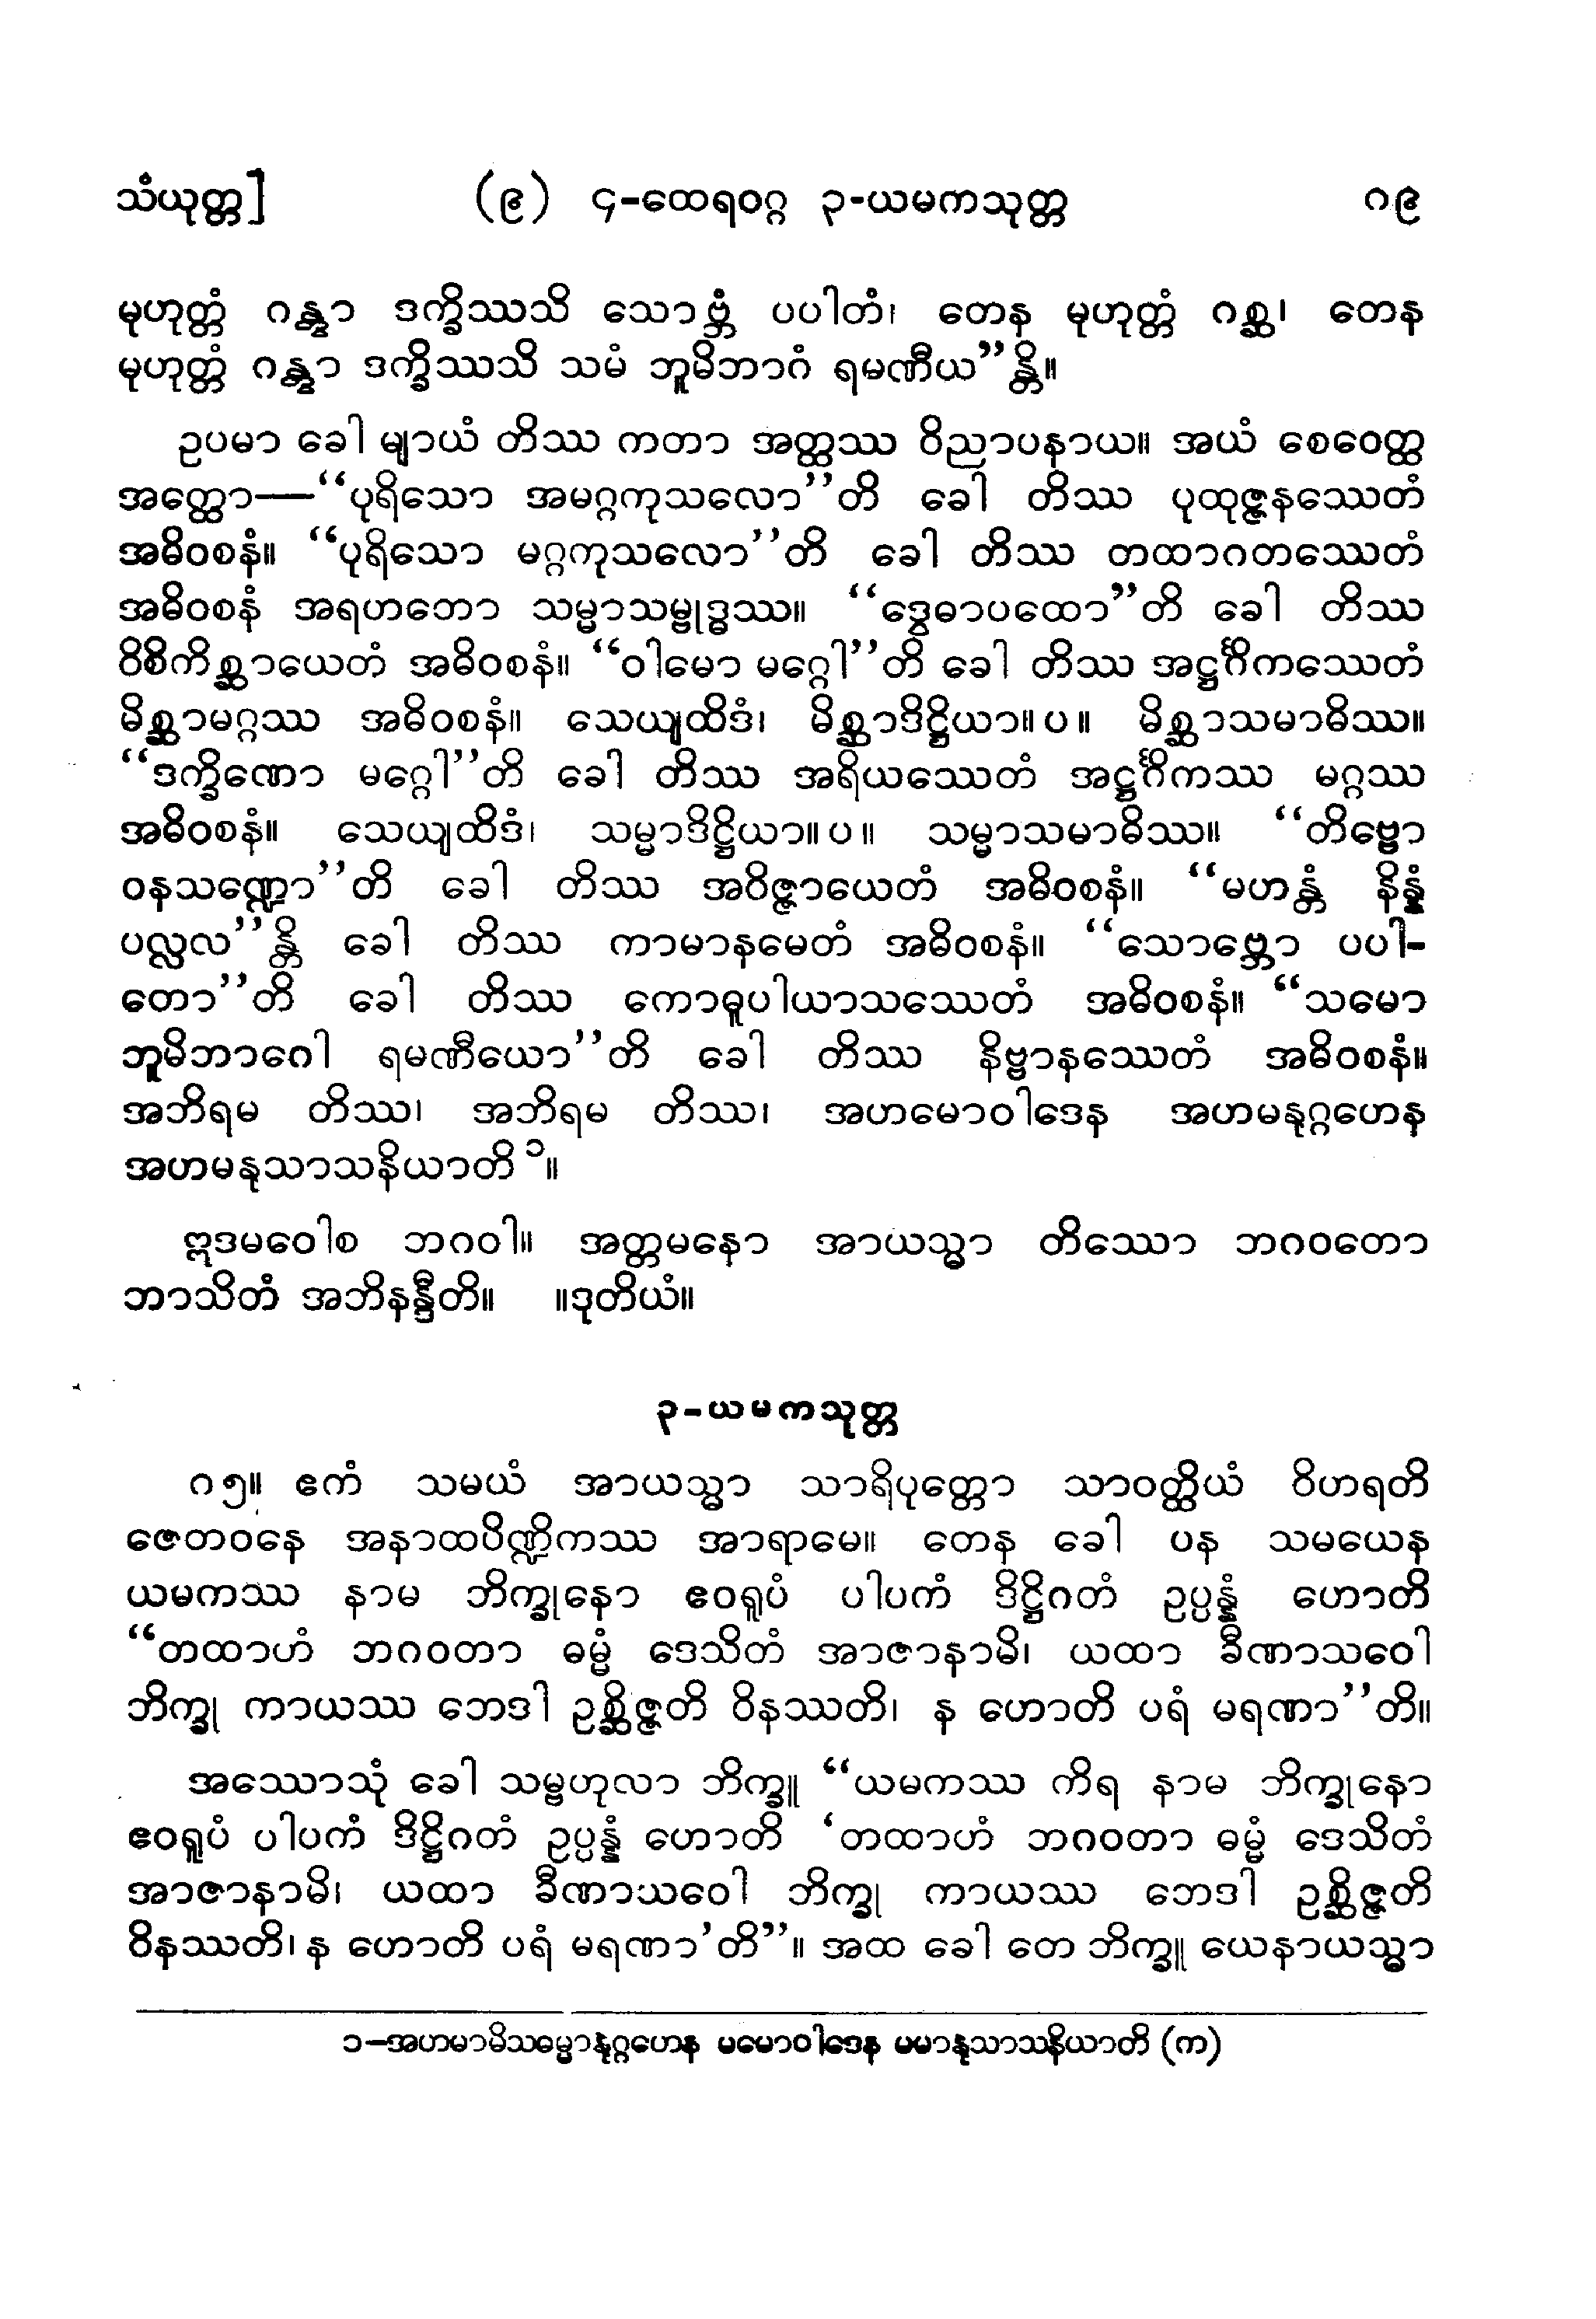 သံယုတ္တ] (၉) ၄-ထေရဝဂ္ဂ ၃-ယမကသုတ္တ ၈၉
မုဟုတ္တံ ဂန္တွာ ဒက္ခိဿသိ သောဗ္ဘံ ပပါတံ၊ တေန မုဟုတ္တံ ဂစ္ဆ၊ တေန
မုဟုတ္တံ ဂန္တွာ ဒက္ခိဿသိ သမံ ဘူမိဘာဂံ ရမဏီယ”န္တိ။
ဥပမာ ခေါ မျာယံ တိဿ ကတာ အတ္ထဿ ဝိညာပနာယ။ အယံ စေဝေတ္ထ
အတ္ထော—“ပုရိသော အမဂ္ဂကုသလော”တိ ခေါ တိဿ ပုထုဇ္ဇနဿေတံ
အဓိဝစနံ။ “ပုရိသော မဂ္ဂကုသလော”တိ ခေါ တိဿ တထာဂတဿေတံ
အဓိဝစနံ အရဟတော သမ္မာသမ္ဗုဒ္ဓဿ။ “ဒွေဓာပထော”တိ ခေါ တိဿ
ဝိစိကိစ္ဆာယေတံ အဓိဝစနံ။ “ဝါမော မဂ္ဂေါ”တိ ခေါ တိဿ အဋ္ဌင်္ဂိကဿေတံ
မိစ္ဆာမဂ္ဂဿ အဓိဝစနံ။ သေယျထိဒံ၊ မိစ္ဆာဒိဋ္ဌိယာ။ပ။ မိစ္ဆာသမာဓိဿ။
“ဒက္ခိဏော မဂ္ဂေါ”တိ ခေါ တိဿ အရိယဿေတံ အဋ္ဌင်္ဂိကဿ မဂ္ဂဿ
အဓိဝစနံ။ သေယျထိဒံ၊ သမ္မာဒိဋ္ဌိယာ။ပ။ သမ္မာသမာဓိဿ။ “တိဗ္ဗော
ဝနသဏ္ဍော”တိ ခေါ တိဿ အဝိဇ္ဇာယေတံ အဓိဝစနံ။ “မဟန္တံ နိန္နံ
ပလ္လလ”န္တိ ခေါ တိဿ ကာမာနမေတံ အဓိဝစနံ။ “သောဗ္ဘော ပပါ-
တော”တိ ခေါ တိဿ ကောဓူပါယာသဿေတံ အဓိဝစနံ။ “သမော
ဘူမိဘာဂေါ ရမဏီယော”တိ ခေါ တိဿ နိဗ္ဗာနဿေတံ အဓိဝစနံ။
အဘိရမ တိဿ၊ အဘိရမ တိဿ၊ အဟမောဝါဒေန အဟမနုဂ္ဂဟေန
အဟမနုသာသနိယာတိ ၁။
ဣဒမဝေါစ ဘဂဝါ။ အတ္တမနော အာယသ္မာ တိဿော ဘဂဝတော
ဘာသိတံ အဘိနန္ဒီတိ။ ။ဒုတိယံ။
၃-ယမကသုတ္တ
၈၅။ ဧကံ သမယံ အာယသ္မာ သာရိပုတ္တော သာဝတ္ထိယံ ဝိဟရတိ
ဇေတဝနေ အနာထပိဏ္ဍိကဿ အာရာမေ။ တေန ခေါ ပန သမယေန
ယမကဿ နာမ ဘိက္ခုနော ဧဝရူပံ ပါပကံ ဒိဋ္ဌိဂတံ ဥပ္ပန္နံ ဟောတိ
“တထာဟံ ဘဂဝတာ ဓမ္မံ ဒေသိတံ အာဇာနာမိ၊ ယထာ ခီဏာသဝေါ
ဘိက္ခု ကာယဿ ဘေဒါ ဥစ္ဆိဇ္ဇတိ ဝိနဿတိ၊ န ဟောတိ ပရံ မရဏာ”တိ။
အဿောသုံ ခေါ သမ္ဗဟုလာ ဘိက္ခူ “ယမကဿ ကိရ နာမ ဘိက္ခုနော
ဧဝရူပံ ပါပကံ ဒိဋ္ဌိဂတံ ဥပ္ပန္နံ ဟောတိ ‘တထာဟံ ဘဂဝတာ ဓမ္မံ ဒေသိတံ
အာဇာနာမိ၊ ယထာ ခီဏာသဝေါ ဘိက္ခု ကာယဿ ဘေဒါ ဥစ္ဆိဇ္ဇတိ
ဝိနဿတိ၊ န ဟောတိ ပရံ မရဏာ’တိ”။ အထ ခေါ တေ ဘိက္ခူ ယေနာယသ္မာ
၁-အဟမာမိသဓမ္မာနုဂ္ဂဟေန မမောဝါဒေန မမာနုသာသနိယာတိ (က)